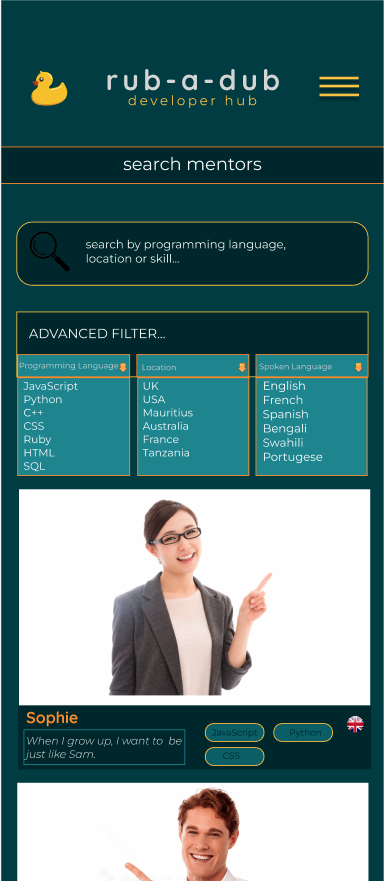 rub-a-dub
developer hub
search mentors
search by programming language,
location or skill...
ADVANCED FILTER...
Programming Language
Location
Spoken Language
JavaScript
Python
C++
CSS
Ruby
HTML
SQL
UK
USA
Mauritius
Australia
France
Tanzania
English
French
Spanish
Bengali
Swahili
Portugese
Sophie
When I grow up, I want to be
just like Sam.
JavaScript
Python
CSS